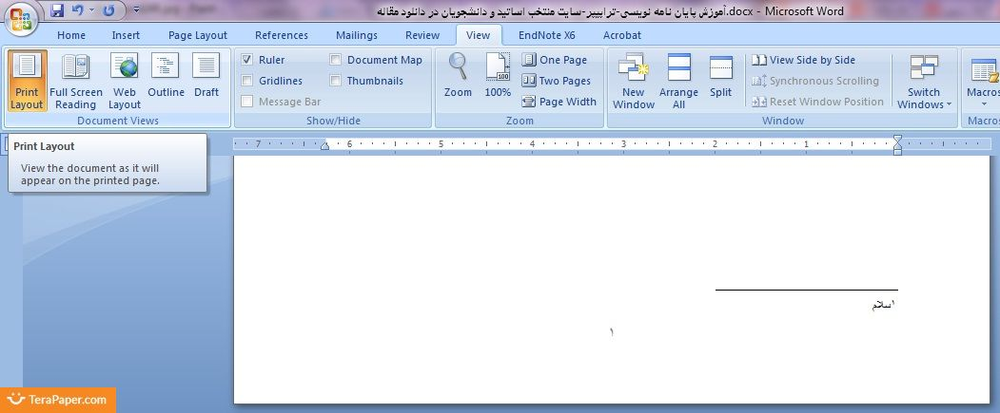 آموزش پایان نامه نویسی-تراپیپر-سایت منتخب اساتید و دانشجویان در دانلود مقاله.docx - Microsoft Word
Home Insert Page Layout References Mailings Review View EndNote X6 Acrobat
Print Layout
Full Screen Reading
Web Layout
Outline
Draft
Document Views
Ruler
Gridlines
Message Bar
Document Map
Thumbnails
Show/Hide
Zoom
100
100%
One Page
Two Pages
Page Width
Zoom
New Window
Arrange All
Split
View Side by Side
Synchronous Scrolling
Reset Window Position
Switch Windows
Window
Macros
Macros
Print Layout
View the document as it will
appear on the printed page.
7 6 5 4 3 2 1
۱سلام
۱
TeraPaper.com